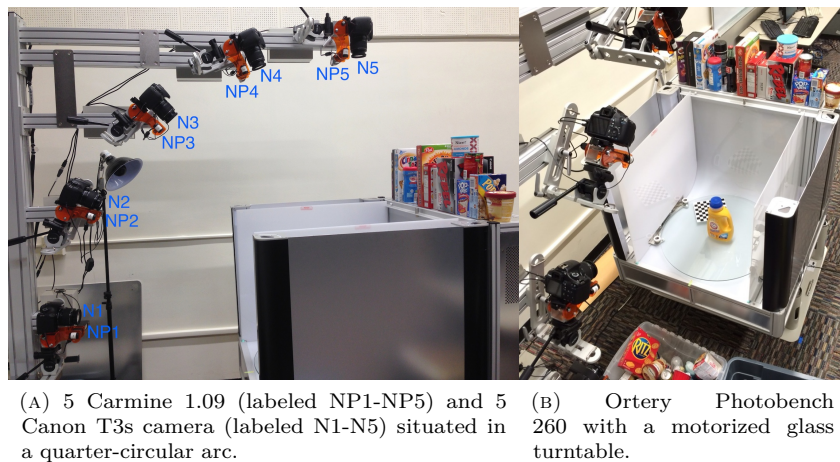 N4
N5
NP4
NP5
N3
NP3
N2
NP2
N1
NP1
RITZ
(A) 5 Carmine 1.09 (labeled NP1-NP5) and 5
Canon T3s camera (labeled N1-N5) situated in
a quarter-circular arc.
(B) Ortery Photobench
260 with a motorized glass
turntable.